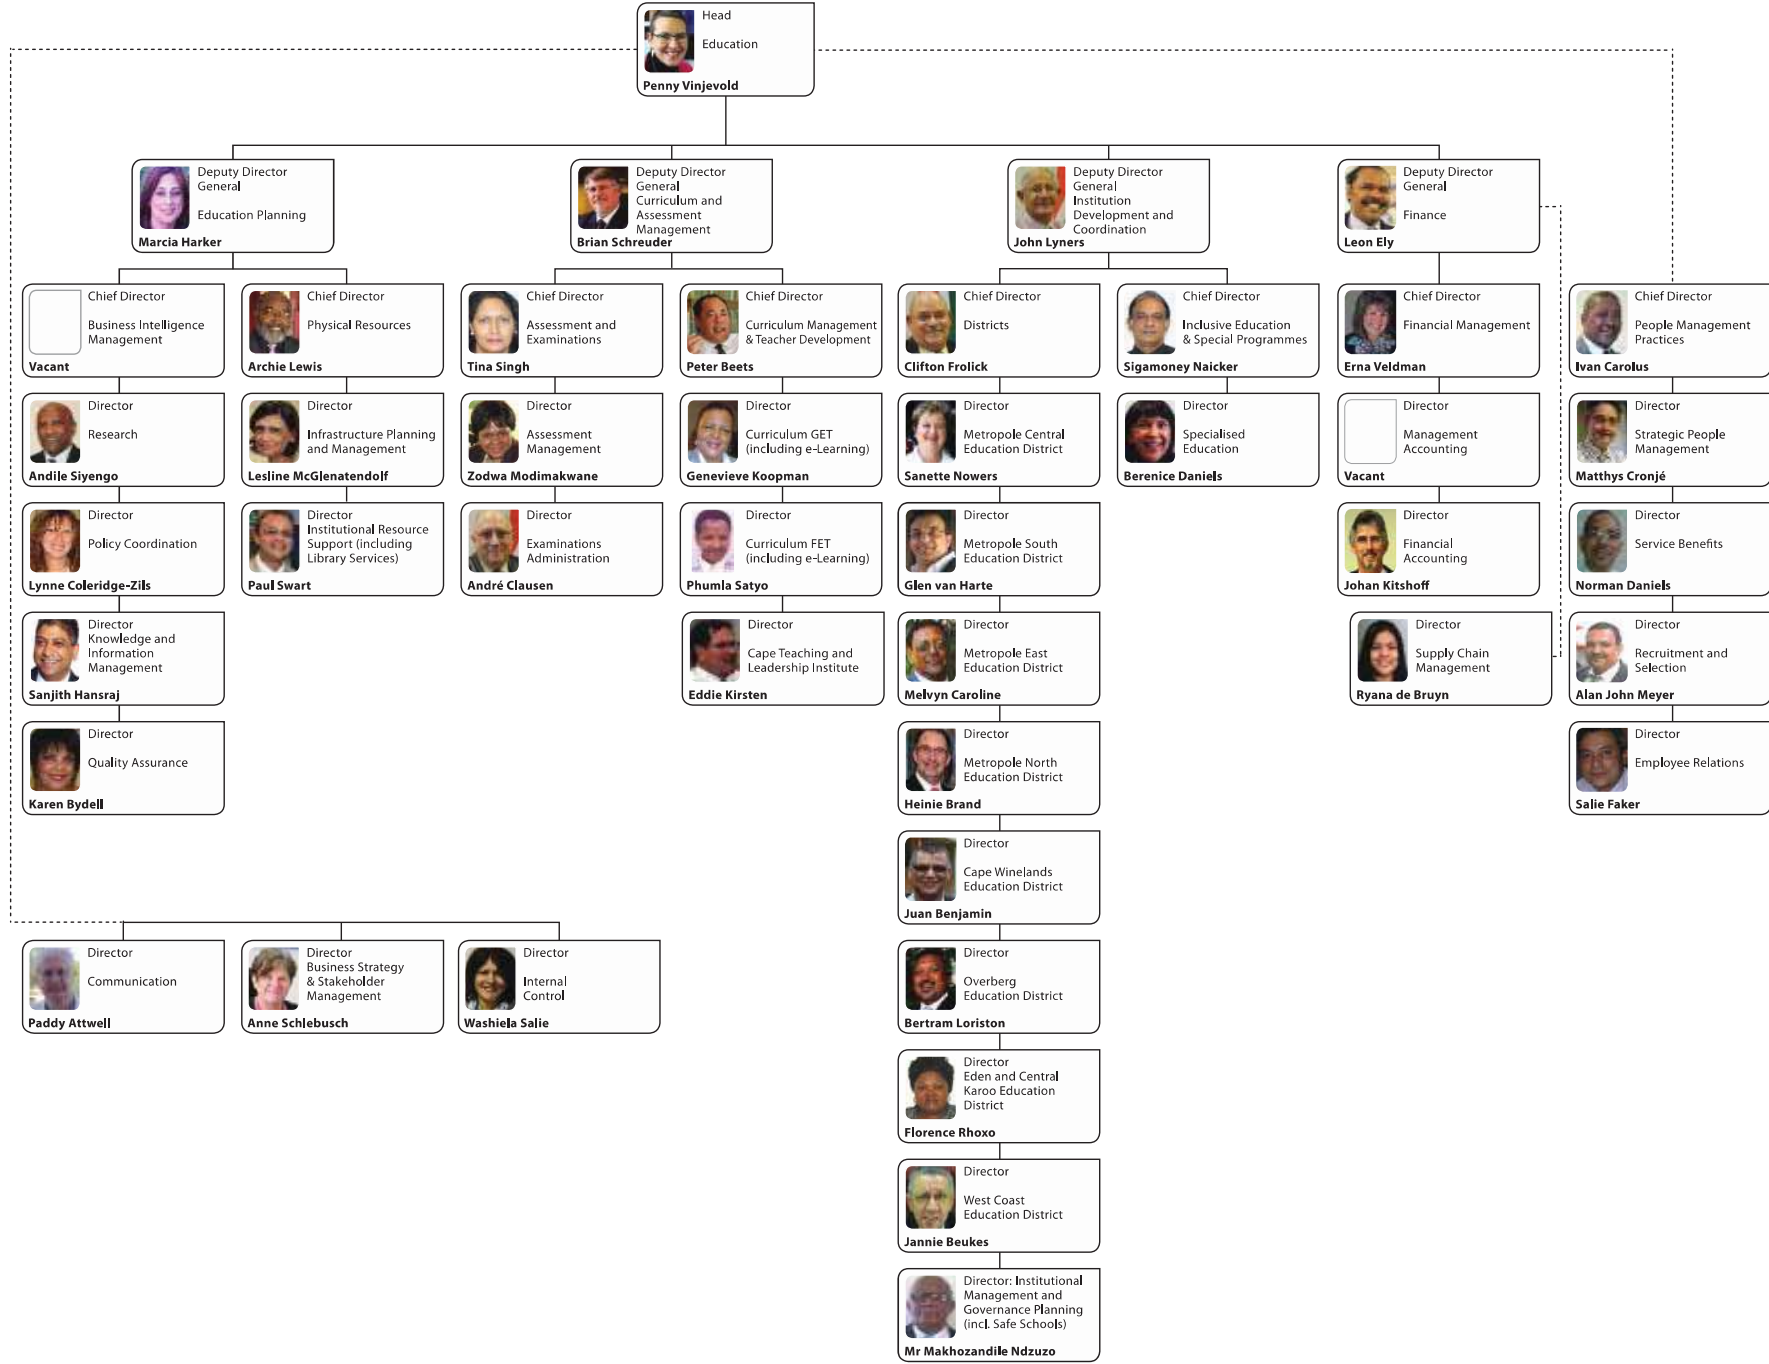 Head
Education
Penny Vinjevold
Deputy Director
General
Education Planning
Marcia Harker
Deputy Director
General
Curriculum and
Assessment
Management
Brian Schreuder
Deputy Director
General
Institution
Development and
Coordination
John Lyners
Deputy Director
General
Finance
Leon Ely
Chief Director
Business Intelligence
Management
Vacant
Chief Director
Physical Resources
Archie Lewis
Chief Director
Assessment and
Examinations
Tina Singh
Chief Director
Curriculum Management
& Teacher Development
Peter Beets
Chief Director
Districts
Clifton Frolick
Chief Director
Inclusive Education
& Special Programmes
Sigamoney Naicker
Chief Director
Financial Management
Erna Veldman
Chief Director
People Management
Practices
Ivan Carolus
Director
Research
Andile Siyengo
Director
Infrastructure Planning
and Management
Lesline McGlenatendolf
Director
Assessment
Management
Zodwa Modimakwane
Director
Curriculum GET
(including e-Learning)
Genevieve Koopman
Director
Metropole Central
Education District
Sanette Nowers
Director
Specialised
Education
Berenice Daniels
Director
Management
Accounting
Vacant
Director
Strategic People
Management
Matthys Cronjé
Director
Policy Coordination
Lynne Coleridge-Zils
Director
Institutional Resource
Support (including
Library Services)
Paul Swart
Director
Examinations
Administration
André Clausen
Director
Curriculum FET
(including e-Learning)
Phumla Satyo
Director
Metropole South
Education District
Glen van Harte
Director
Financial
Accounting
Johan Kitshoff
Director
Service Benefits
Norman Daniels
Director
Knowledge and
Information
Management
Sanjith Hansraj
Director
Cape Teaching and
Leadership Institute
Eddie Kirsten
Director
Metropole East
Education District
Melvyn Caroline
Director
Supply Chain
Management
Ryana de Bruyn
Director
Recruitment and
Selection
Alan John Meyer
Director
Quality Assurance
Karen Bydell
Director
Metropole North
Education District
Heinie Brand
Director
Employee Relations
Salie Faker
Director
Cape Winelands
Education District
Juan Benjamin
Director
Communication
Paddy Attwell
Director
Business Strategy
& Stakeholder
Management
Anne Schlebusch
Director
Internal
Control
Washiela Salie
Director
Overberg
Education District
Bertram Loriston
Director
Eden and Central
Karoo Education
District
Florence Rhoxo
Director
West Coast
Education District
Jannie Beukes
Director: Institutional
Management and
Governance Planning
(incl. Safe Schools)
Mr Makhozandile Ndzuzo